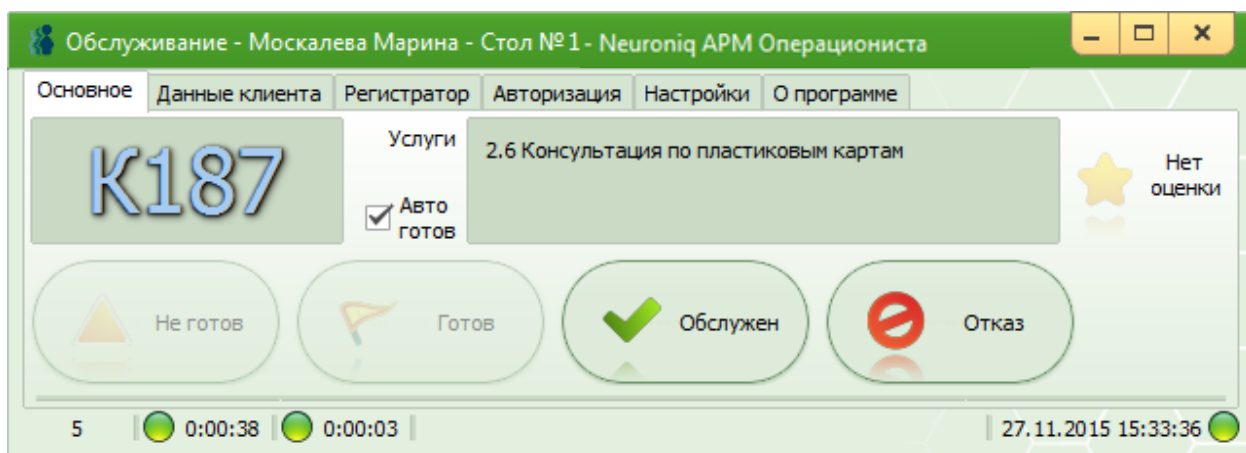 Обслуживание - Москалева Марина - Стол №1 - Neuroniq АРМ Операциониста
Основное Данные клиента Регистратор Авторизация Настройки О программе
К187
Услуги
Авто
готов
2.6 Консультация по пластиковым картам
Нет
оценки
Не готов Готов Обслужен Отказ
5 0:00:38 0:00:03 27.11.2015 15:33:36